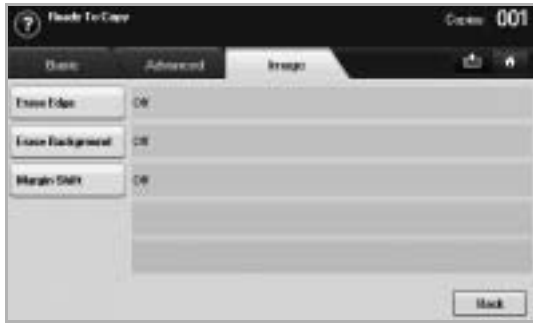 ? Ready To Copy
Copies 001
Basic Advanced Image
Erase Edge Off
Erase Background Off
Margin Shift Off
Back